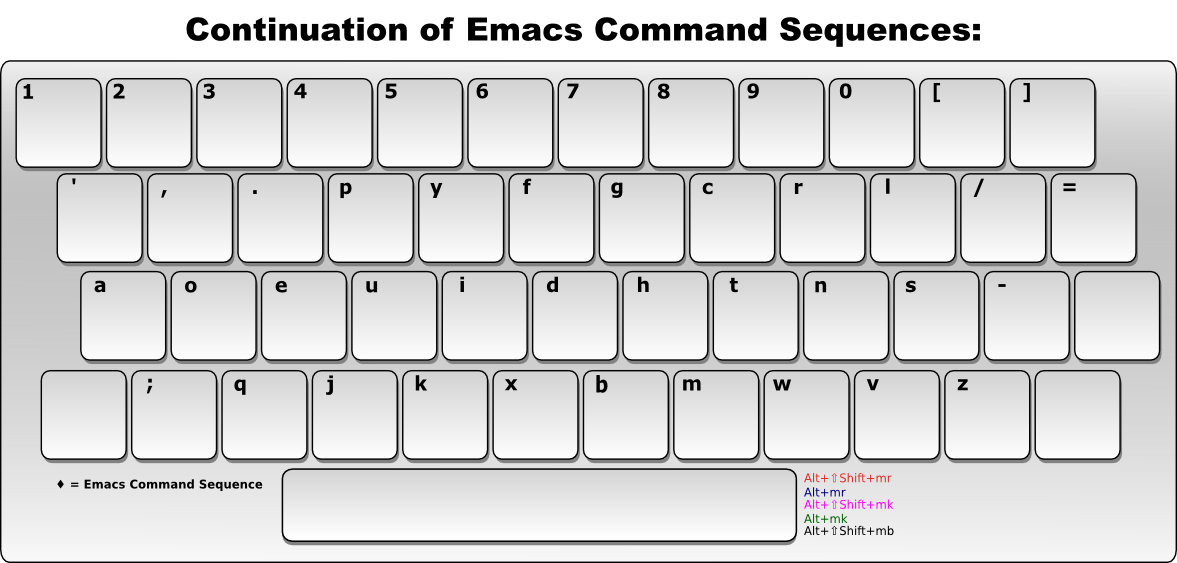 Continuation of Emacs Command Sequences:
1 2 3 4 5 6 7 8 9 0 [ ]
' , . p y f g c r l / =
a o e u i d h t n s -
; q j k x b m w v z
♦ = Emacs Command Sequence
Alt+⇧Shift+mr
Alt+mr
Alt+⇧Shift+mk
Alt+mk
Alt+⇧Shift+mb